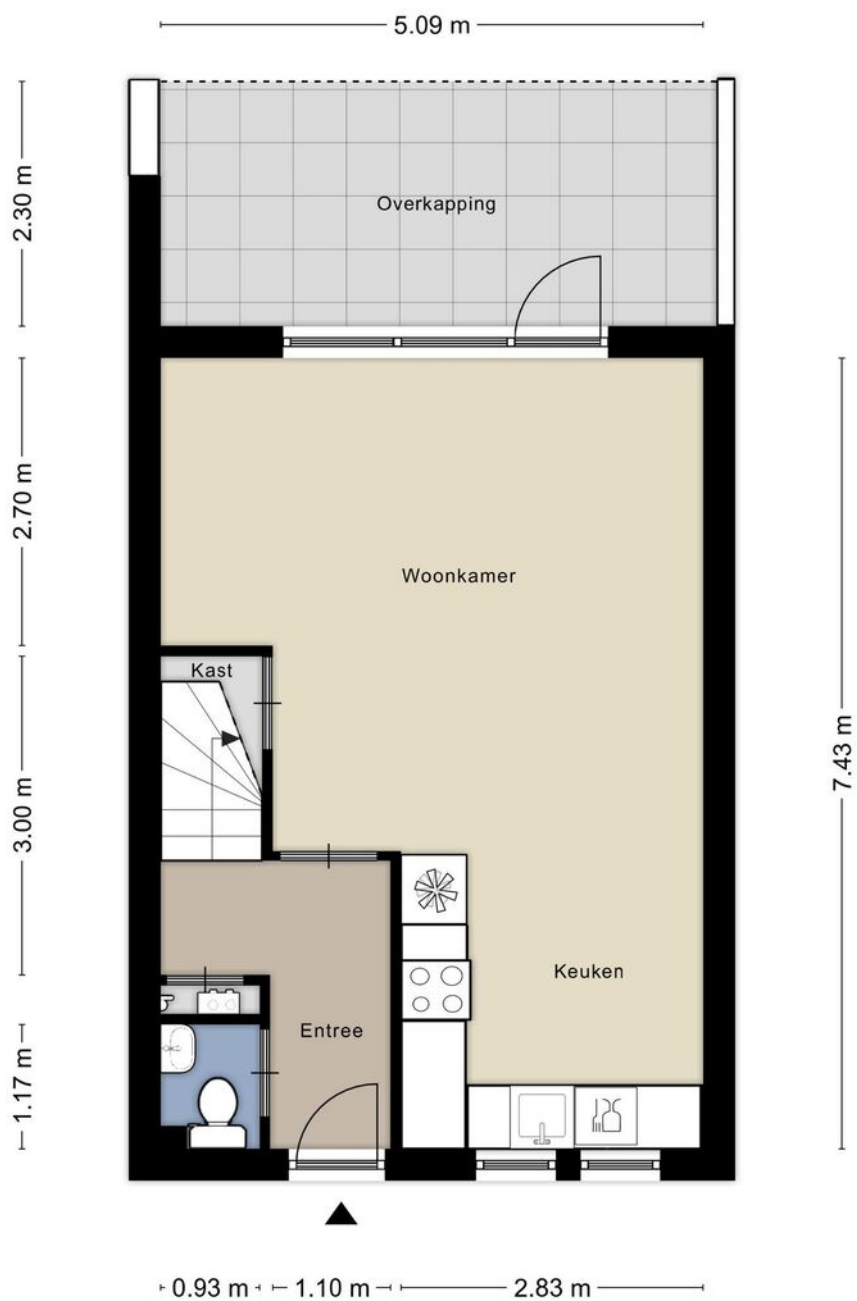 5.09 m
2.30 m
Overkapping
2.70 m
Woonkamer
Kast
7.43 m
3.00 m
Keuken
Entree
1.17 m
0.93 m
1.10 m
2.83 m